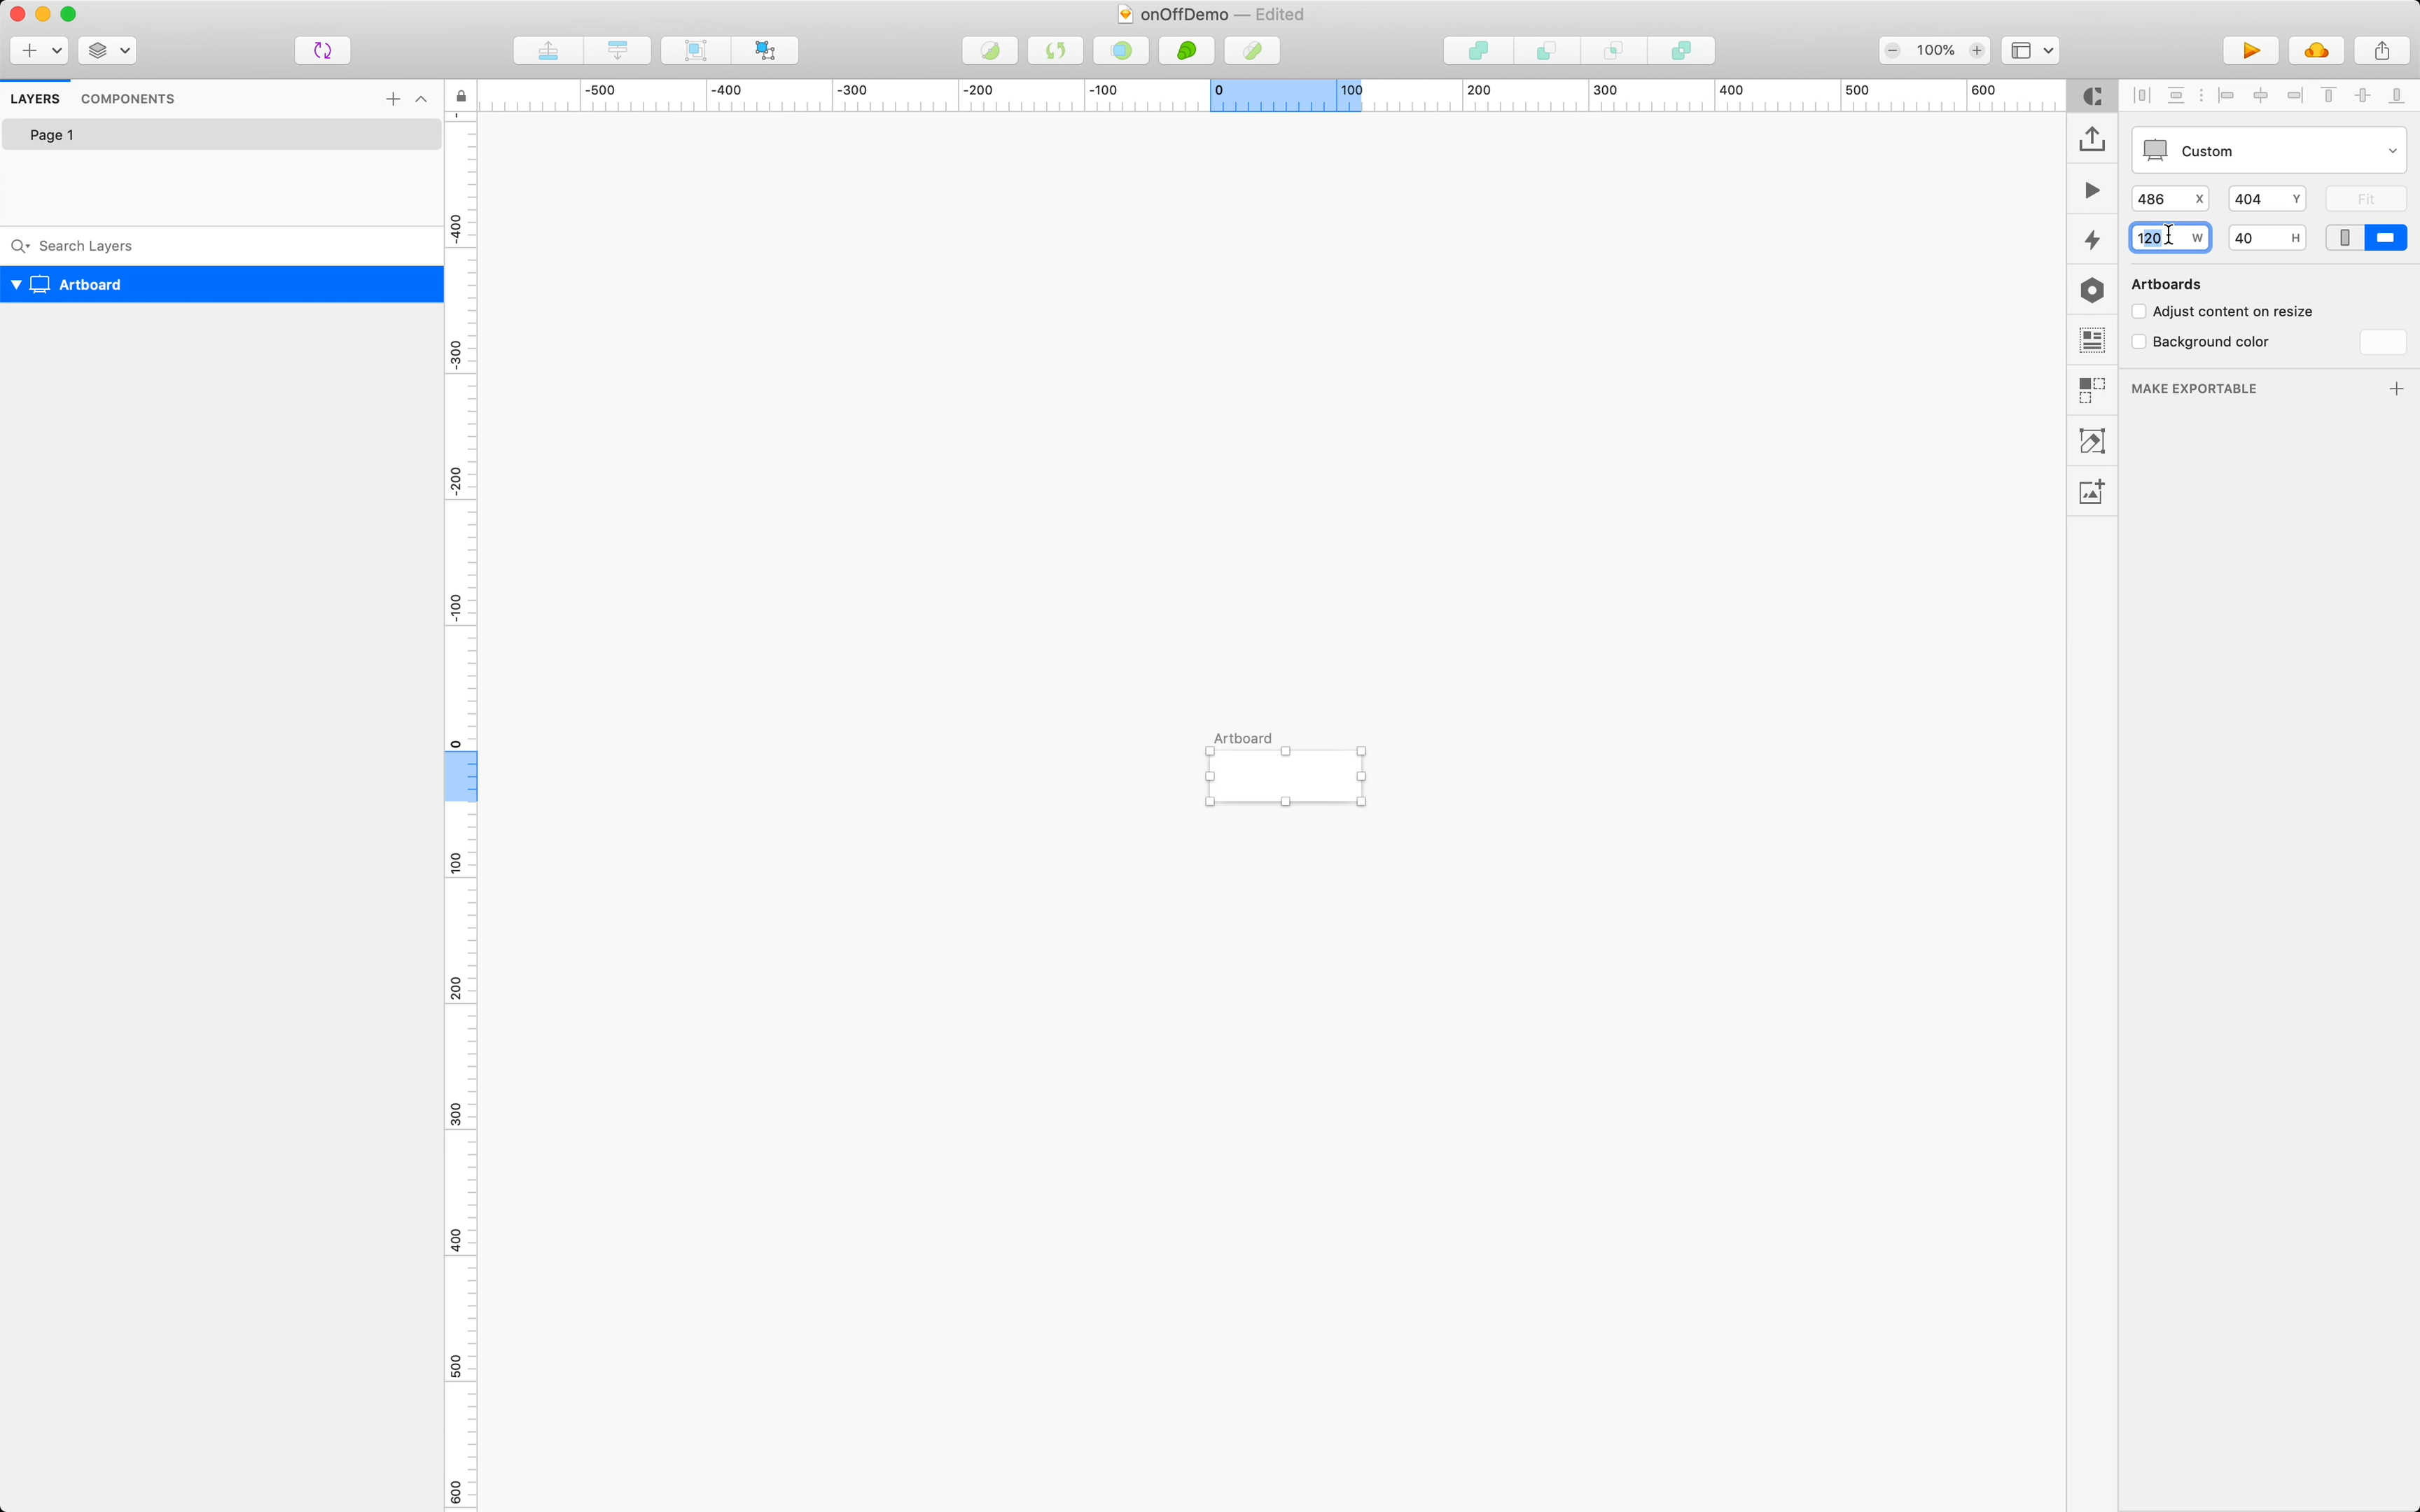 onOffDemo — Edited
100%
LAYERS COMPONENTS
Page 1
Search Layers
Artboard
-500 -400 -300 -200 -100 0 100 200 300 400 500 600
-400
-300
-200
-100
0
100
200
300
400
500
600
Artboard
Custom
486 X 404 Y Fit
120 W 40 H
Artboards
Adjust content on resize
Background color
MAKE EXPORTABLE